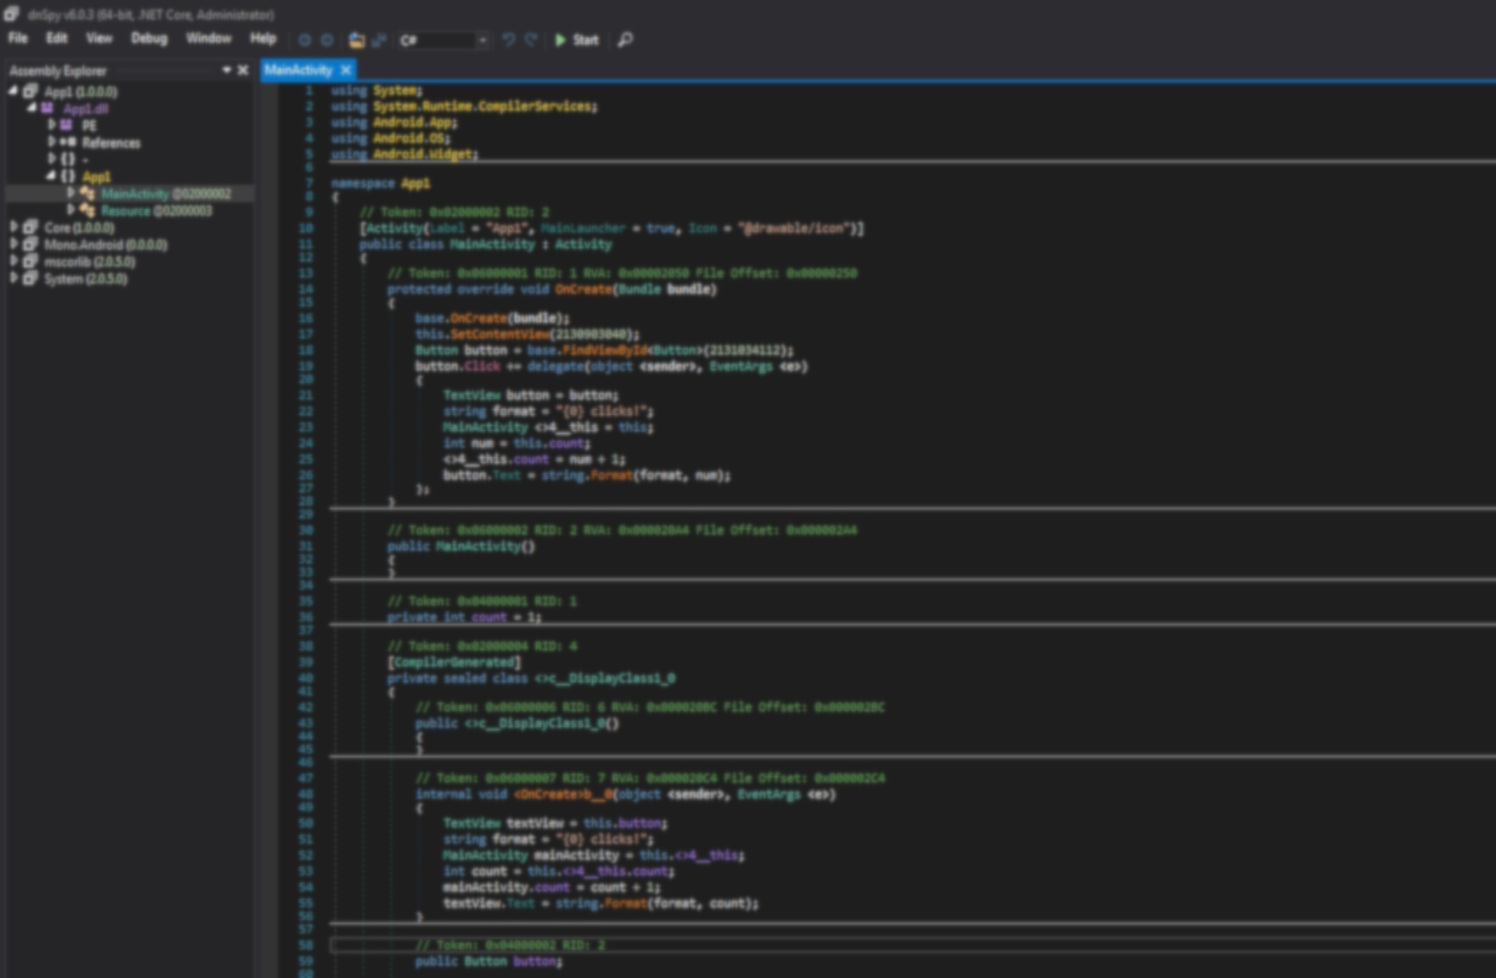 dnSpy v6.0.3 (64-bit, .NET Core, Administrator)
File Edit View Debug Window Help C# Start
Assembly Explorer
App1 (1.0.0.0)
App1.dll
PE
References
{} -
{} App1
MainActivity @02000002
Resource @02000003
Core (1.0.0.0)
Mono.Android (0.0.0.0)
mscorlib (2.0.5.0)
System (2.0.5.0)
MainActivity
1 using System;
2 using System.Runtime.CompilerServices;
3 using Android.App;
4 using Android.OS;
5 using Android.Widget;
6
7 namespace App1
8 {
9 // Token: 0x02000002 RID: 2
10 [Activity(Label = "App1", MainLauncher = true, Icon = "@drawable/icon")]
11 public class MainActivity : Activity
12 {
13 // Token: 0x06000001 RID: 1 RVA: 0x00002050 File Offset: 0x00000250
14 protected override void OnCreate(Bundle bundle)
15 {
16 base.OnCreate(bundle);
17 this.SetContentView(2130903040);
18 Button button = base.FindViewById<Button>(2131034112);
19 button.Click += delegate(object <sender>, EventArgs <e>)
20 {
21 TextView button = button;
22 string format = "{0} clicks!";
23 MainActivity <>4__this = this;
24 int num = this.count;
25 <>4__this.count = num + 1;
26 button.Text = string.Format(format, num);
27 };
28 }
29
30 // Token: 0x06000002 RID: 2 RVA: 0x000020A4 File Offset: 0x000002A4
31 public MainActivity()
32 {
33 }
34
35 // Token: 0x04000001 RID: 1
36 private int count = 1;
37
38 // Token: 0x02000004 RID: 4
39 [CompilerGenerated]
40 private sealed class <>c__DisplayClass1_0
41 {
42 // Token: 0x06000006 RID: 6 RVA: 0x000020BC File Offset: 0x000002BC
43 public <>c__DisplayClass1_0()
44 {
45 }
46
47 // Token: 0x06000007 RID: 7 RVA: 0x000020C4 File Offset: 0x000002C4
48 internal void <OnCreate>b__0(object <sender>, EventArgs <e>)
49 {
50 TextView textView = this.button;
51 string format = "{0} clicks!";
52 MainActivity mainActivity = this.<>4__this;
53 int count = this.<>4__this.count;
54 mainActivity.count = count + 1;
55 textView.Text = string.Format(format, count);
56 }
57
58 // Token: 0x04000002 RID: 2
59 public Button button;
60